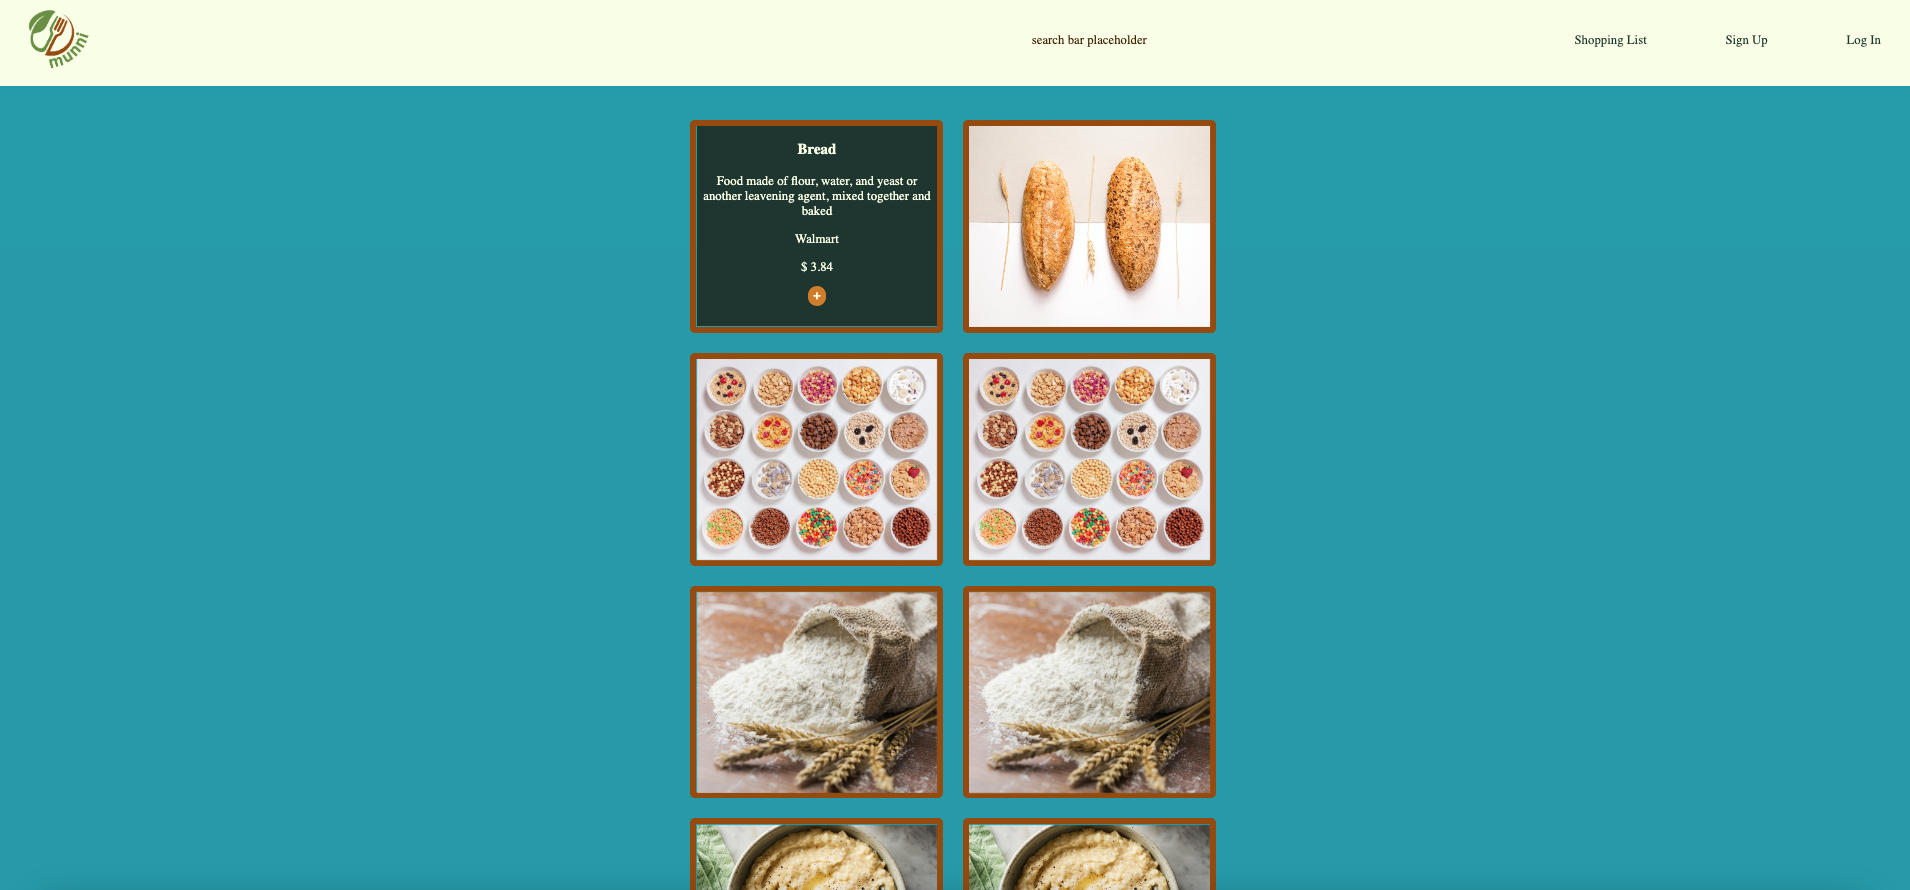 munni
search bar placeholder
Shopping List
Sign Up
Log In
Bread
Food made of flour, water, and yeast or
another leavening agent, mixed together and
baked
Walmart
$ 3.84
+